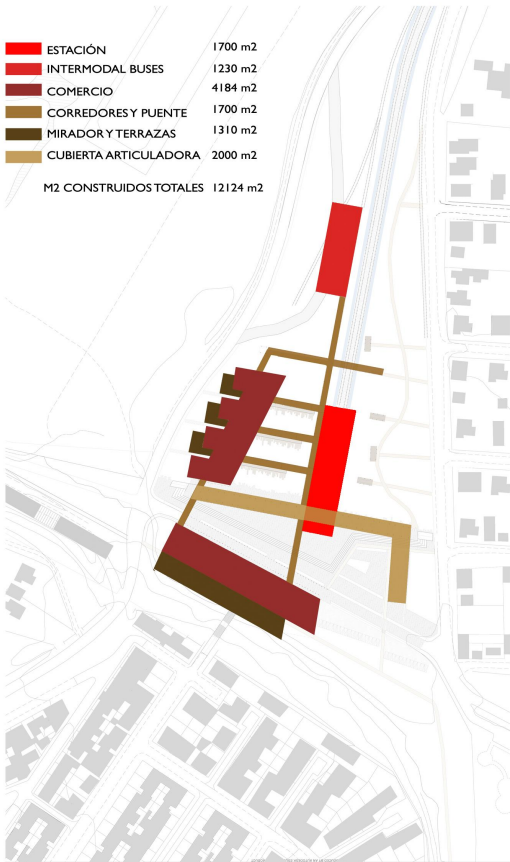 ESTACIÓN 1700 m2
INTERMODAL BUSES 1230 m2
COMERCIO 4184 m2
CORREDORES Y PUENTE 1700 m2
MIRADOR Y TERRAZAS 1310 m2
CUBIERTA ARTICULADORA 2000 m2
M2 CONSTRUIDOS TOTALES 12124 m2